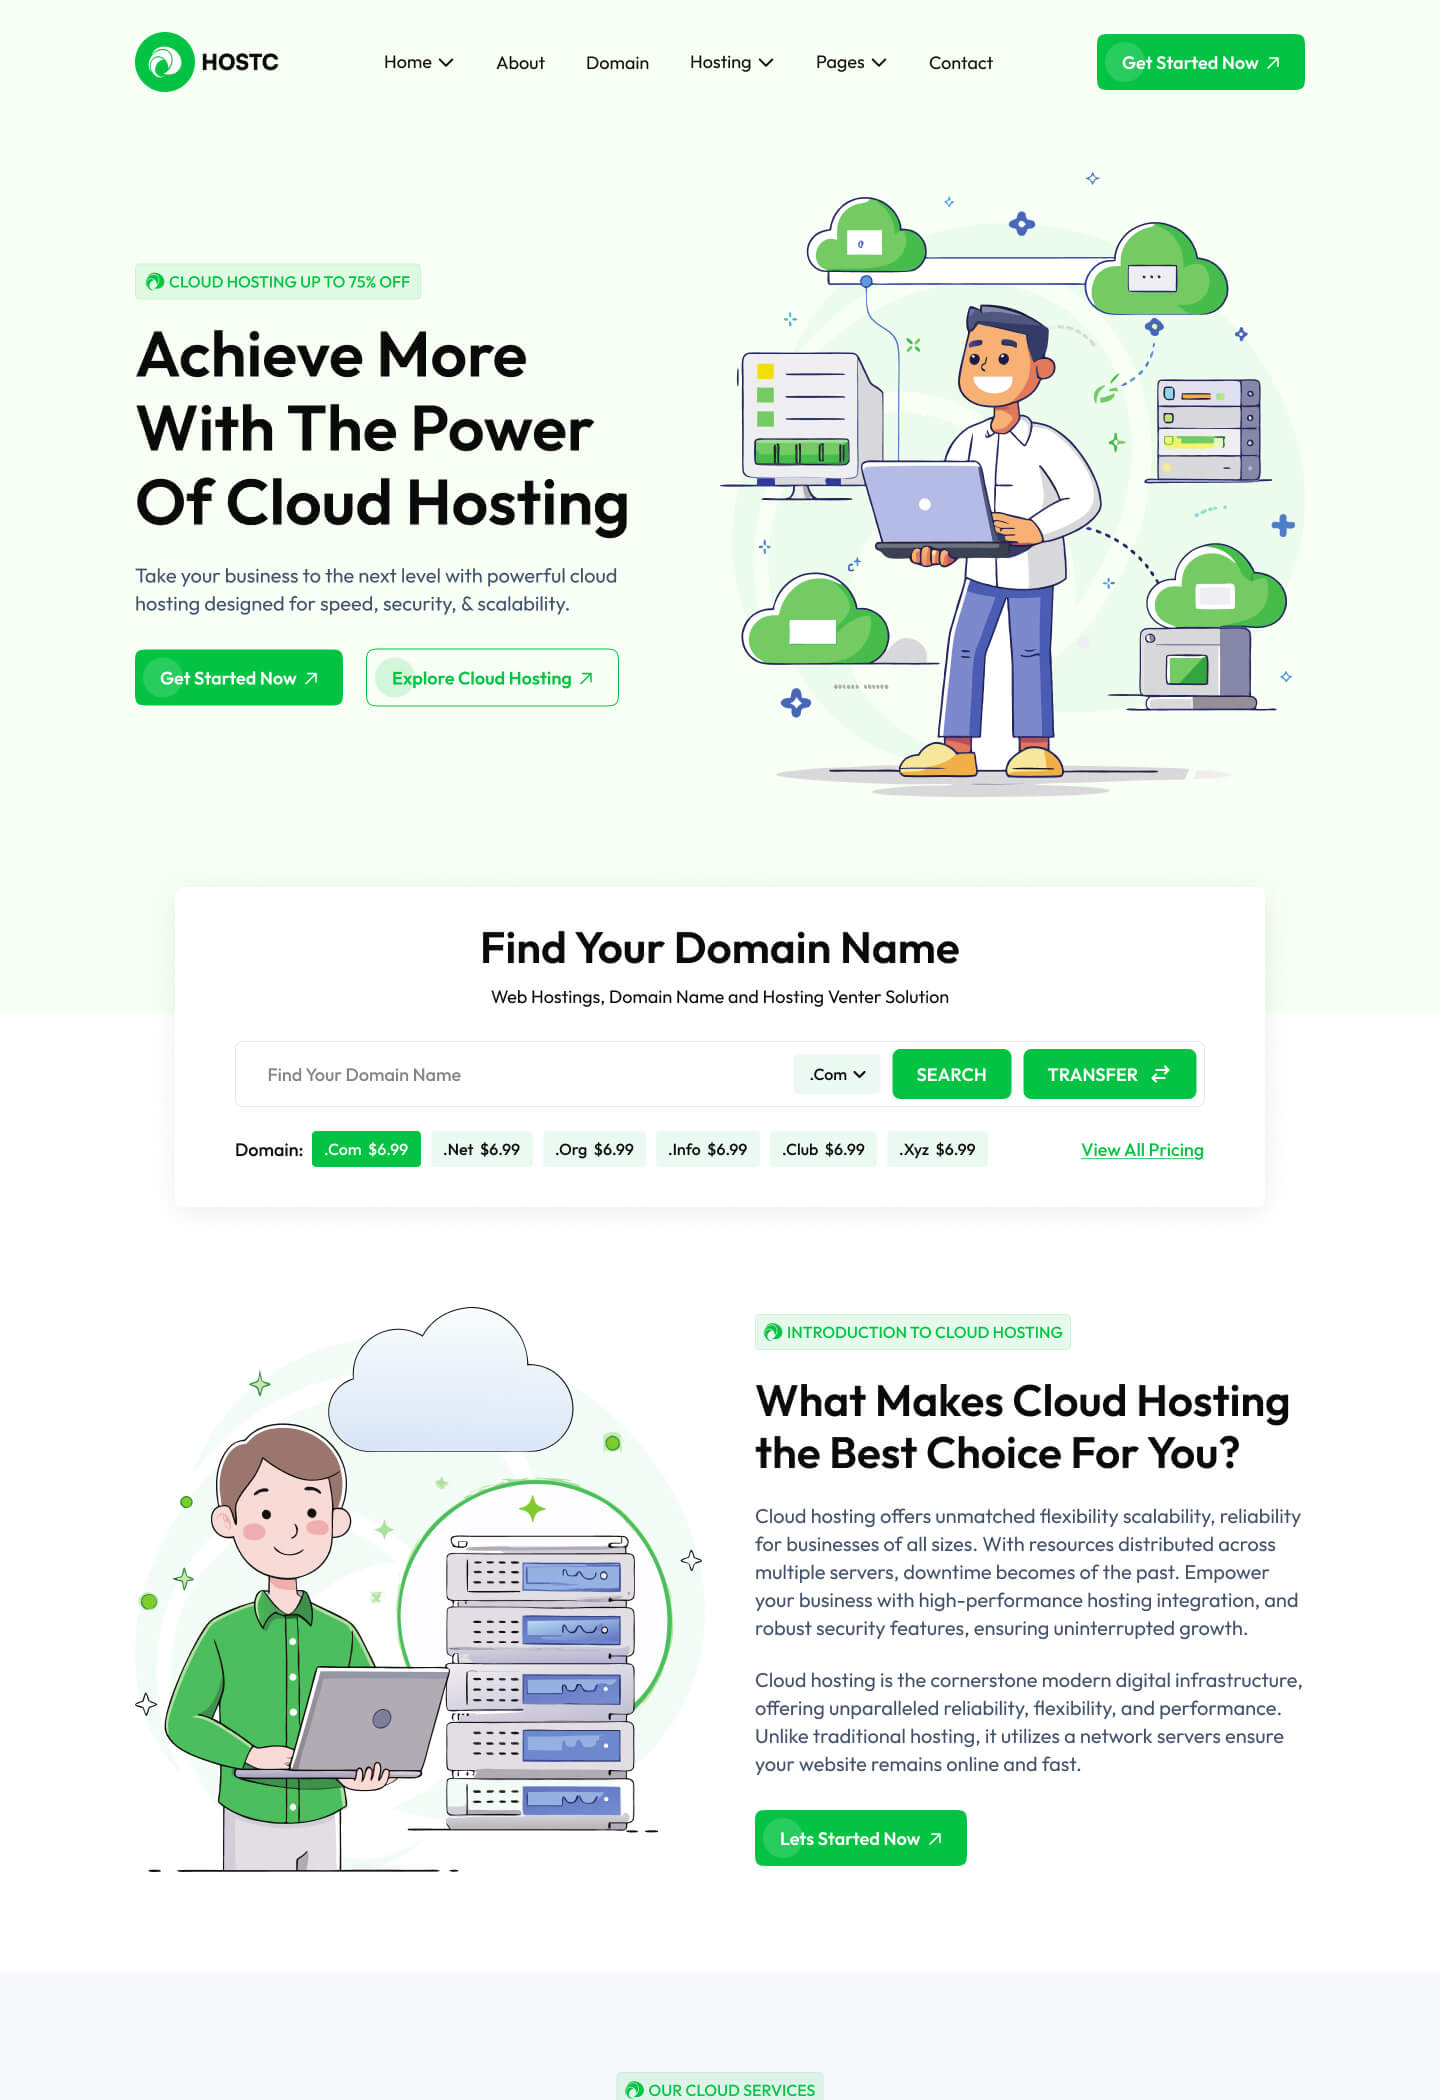 HOSTC
Home
About
Domain
Hosting
Pages
Contact
Get Started Now
CLOUD HOSTING UP TO 75% OFF
Achieve More
With The Power
Of Cloud Hosting
Take your business to the next level with powerful cloud
hosting designed for speed, security, & scalability.
Get Started Now
Explore Cloud Hosting
Find Your Domain Name
Web Hostings, Domain Name and Hosting Venter Solution
Find Your Domain Name
.Com
SEARCH
TRANSFER
Domain:
.Com $6.99
.Net $6.99
.Org $6.99
.Info $6.99
.Club $6.99
.Xyz $6.99
View All Pricing
INTRODUCTION TO CLOUD HOSTING
What Makes Cloud Hosting
the Best Choice For You?
Cloud hosting offers unmatched flexibility scalability, reliability
for businesses of all sizes. With resources distributed across
multiple servers, downtime becomes of the past. Empower
your business with high-performance hosting integration, and
robust security features, ensuring uninterrupted growth.
Cloud hosting is the cornerstone modern digital infrastructure,
offering unparalleled reliability, flexibility, and performance.
Unlike traditional hosting, it utilizes a network servers ensure
your website remains online and fast.
Lets Started Now
OUR CLOUD SERVICES